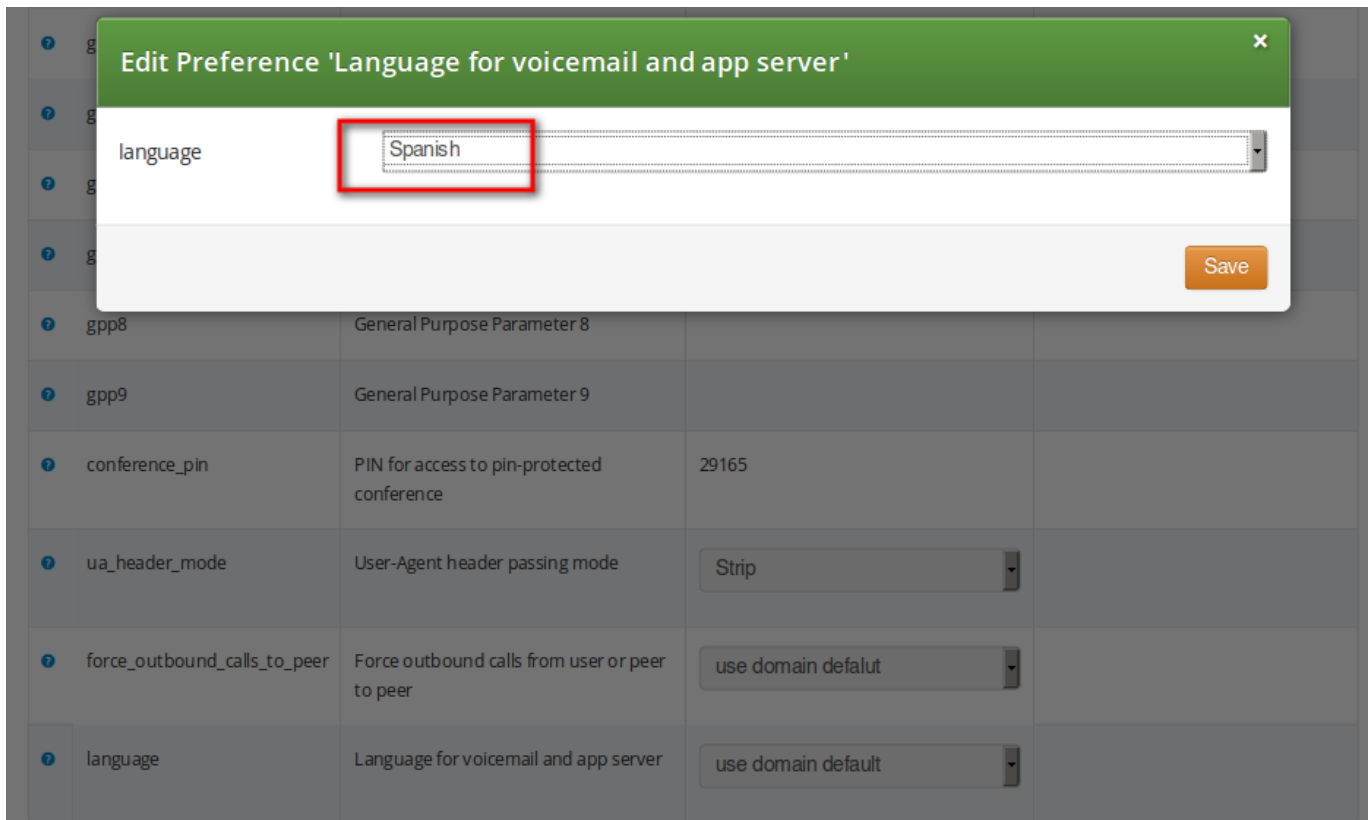 Edit Preference 'Language for voicemail and app server'
×
language
Spanish
Save
g
g
g
g
gpp8 General Purpose Parameter 8
gpp9 General Purpose Parameter 9
conference_pin PIN for access to pin-protected 29165
conference
ua_header_mode User-Agent header passing mode Strip
force_outbound_calls_to_peer Force outbound calls from user or peer use domain defalut
to peer
language Language for voicemail and app server use domain default